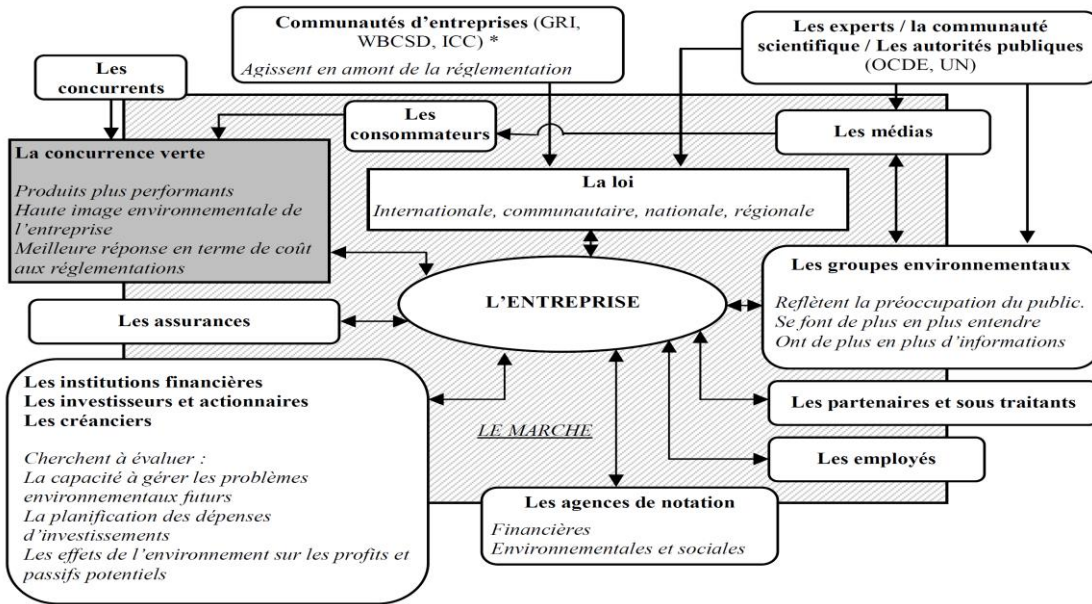 Communautés d'entreprises (GRI,
WBCSD, ICC) *
Agissent en amont de la réglementation
Les experts / la communauté
scientifique / Les autorités publiques
(OCDE, UN)
Les
concurrents
Les
consommateurs
Les médias
La concurrence verte
Produits plus performants
Haute image environnementale de
l'entreprise
Meilleure réponse en terme de coût
aux réglementations
La loi
Internationale, communautaire, nationale, régionale
L'ENTREPRISE
Les groupes environnementaux
Reflètent la préoccupation du public.
Se font de plus en plus entendre
Ont de plus en plus d'informations
Les assurances
Les institutions financières
Les investisseurs et actionnaires
Les créanciers
Cherchent à évaluer :
La capacité à gérer les problèmes
environnementaux futurs
La planification des dépenses
d'investissements
Les effets de l'environnement sur les profits et
passifs potentiels
LE MARCHE
Les partenaires et sous traitants
Les employés
Les agences de notation
Financières
Environnementales et sociales